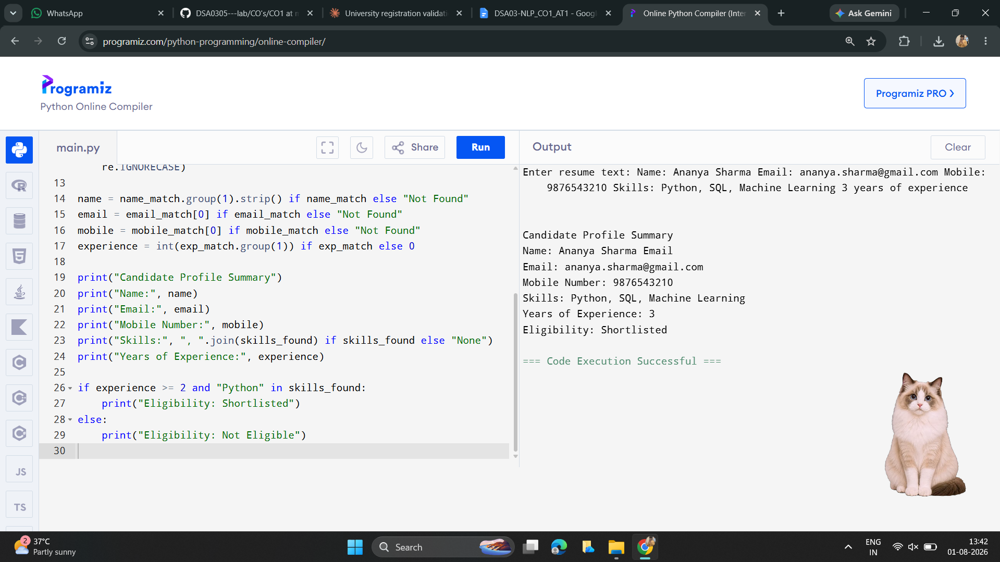 WhatsApp
DSA0305---lab/CO's/CO1 at m
University registration validati
DSA03-NLP_CO1_AT1 - Googl
Online Python Compiler (Inter
Ask Gemini
programiz.com/python-programming/online-compiler/
Programiz
Python Online Compiler
Programiz PRO
main.py
Share
Run
Output
Clear
re.IGNORECASE)
13
14 name = name_match.group(1).strip() if name_match else "Not Found"
15 email = email_match[0] if email_match else "Not Found"
16 mobile = mobile_match[0] if mobile_match else "Not Found"
17 experience = int(exp_match.group(1)) if exp_match else 0
18
19 print("Candidate Profile Summary")
20 print("Name:", name)
21 print("Email:", email)
22 print("Mobile Number:", mobile)
23 print("Skills:", ", ".join(skills_found) if skills_found else "None")
24 print("Years of Experience:", experience)
25
26 if experience >= 2 and "Python" in skills_found:
27 print("Eligibility: Shortlisted")
28 else:
29 print("Eligibility: Not Eligible")
30
Enter resume text: Name: Ananya Sharma Email: ananya.sharma@gmail.com Mobile:
9876543210 Skills: Python, SQL, Machine Learning 3 years of experience
Candidate Profile Summary
Name: Ananya Sharma Email
Email: ananya.sharma@gmail.com
Mobile Number: 9876543210
Skills: Python, SQL, Machine Learning
Years of Experience: 3
Eligibility: Shortlisted
=== Code Execution Successful ===
JS
TS
2
37°C
Partly sunny
Search
ENG
IN
13:42
01-08-2026